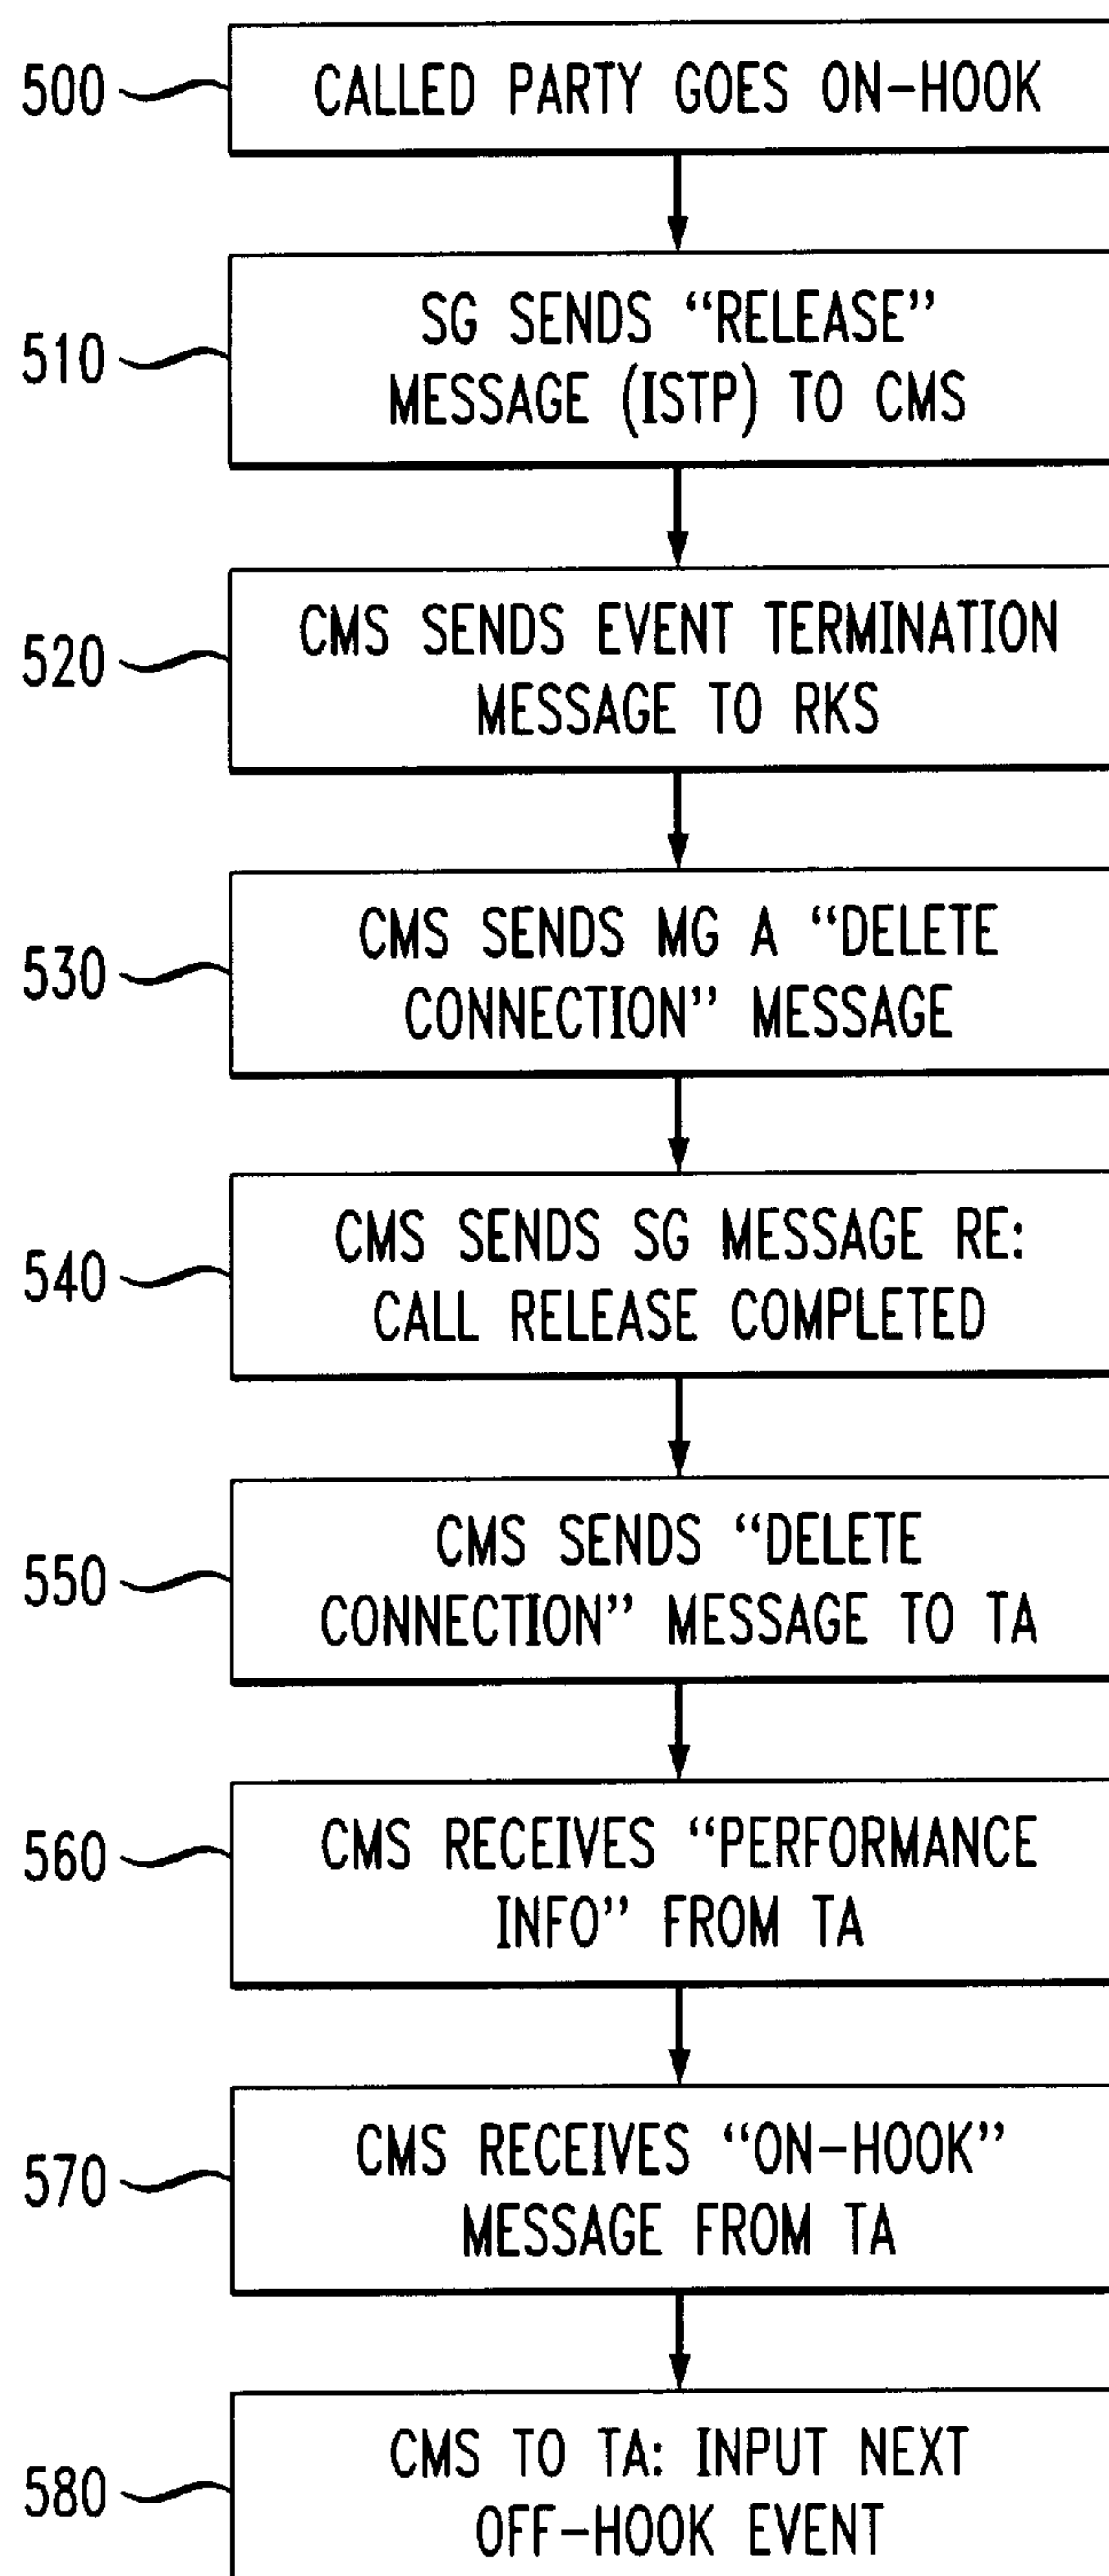 500 CALLED PARTY GOES ON-HOOK
510 SG SENDS “RELEASE”
MESSAGE (ISTP) TO CMS
520 CMS SENDS EVENT TERMINATION
MESSAGE TO RKS
530 CMS SENDS MG A “DELETE
CONNECTION” MESSAGE
540 CMS SENDS SG MESSAGE RE:
CALL RELEASE COMPLETED
550 CMS SENDS “DELETE
CONNECTION” MESSAGE TO TA
560 CMS RECEIVES “PERFORMANCE
INFO” FROM TA
570 CMS RECEIVES “ON-HOOK”
MESSAGE FROM TA
580 CMS TO TA: INPUT NEXT
OFF-HOOK EVENT